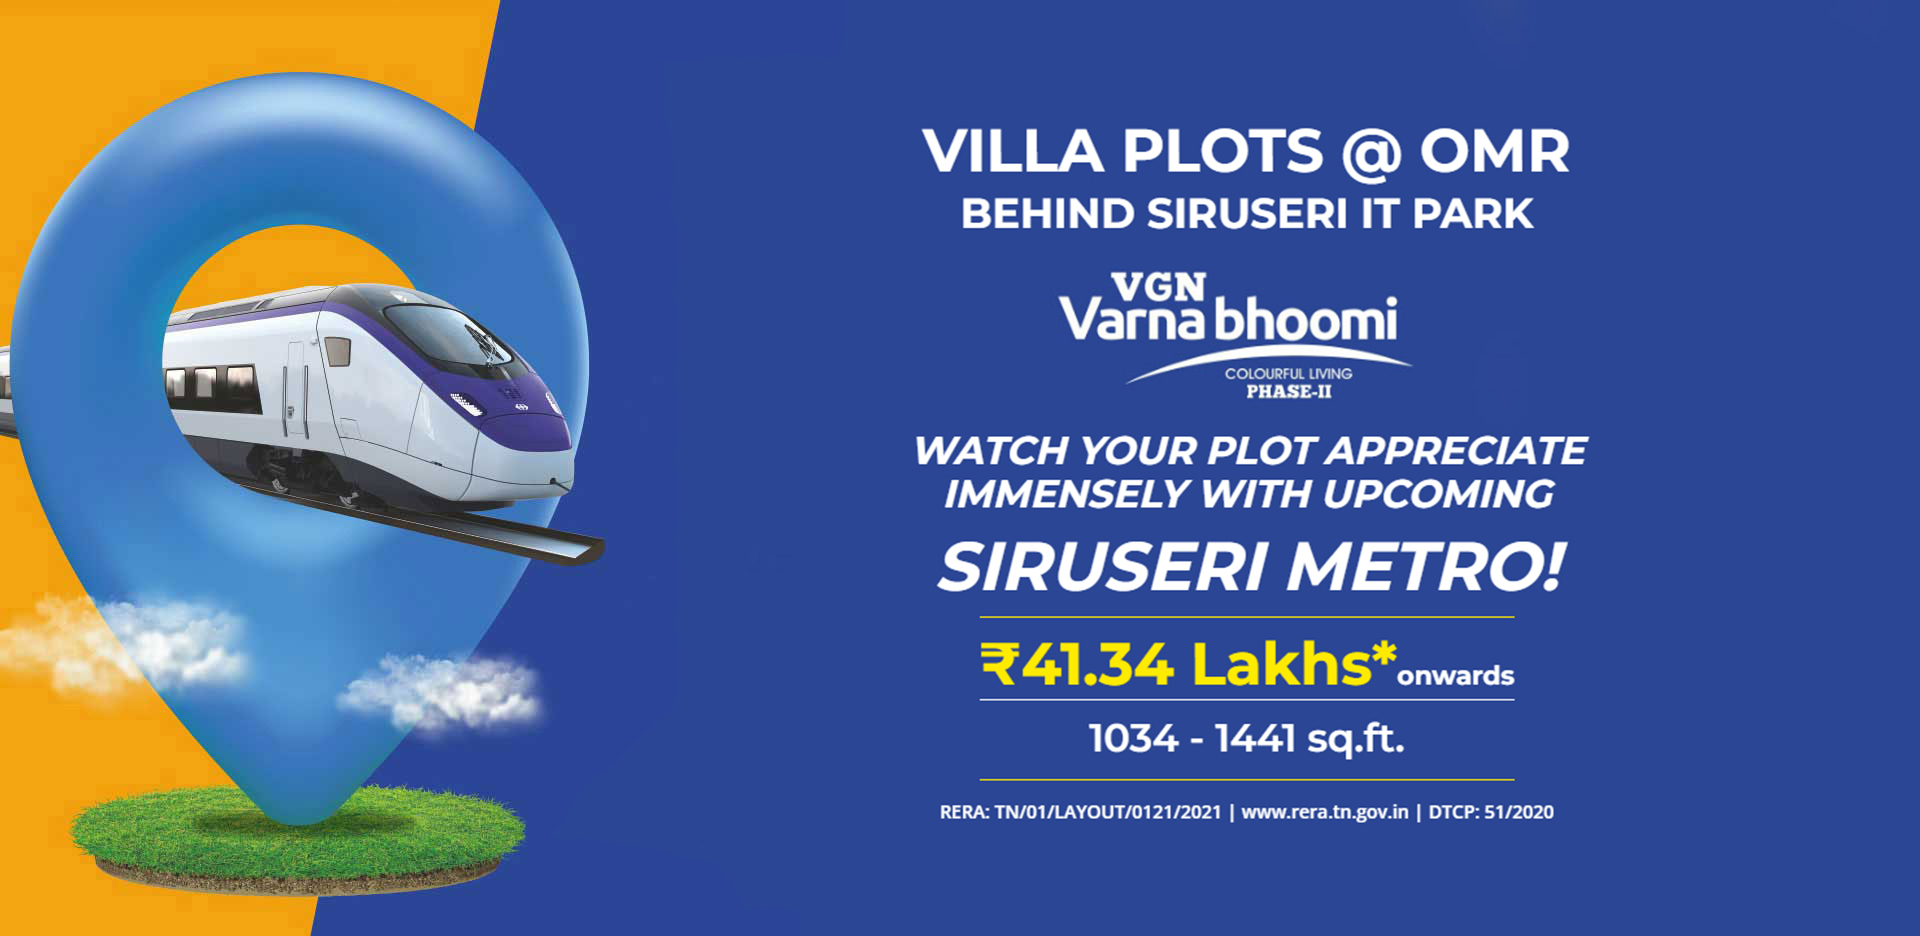 VILLA PLOTS @ OMR
BEHIND SIRUSERI IT PARK
VGN
Varna bhoomi
COLOURFUL LIVING
PHASE-II
WATCH YOUR PLOT APPRECIATE
IMMENSELY WITH UPCOMING
SIRUSERI METRO!
₹41.34 Lakhs* onwards
1034 - 1441 sq.ft.
RERA: TN/01/LAYOUT/0121/2021 | www.rera.tn.gov.in | DTCP: 51/2020